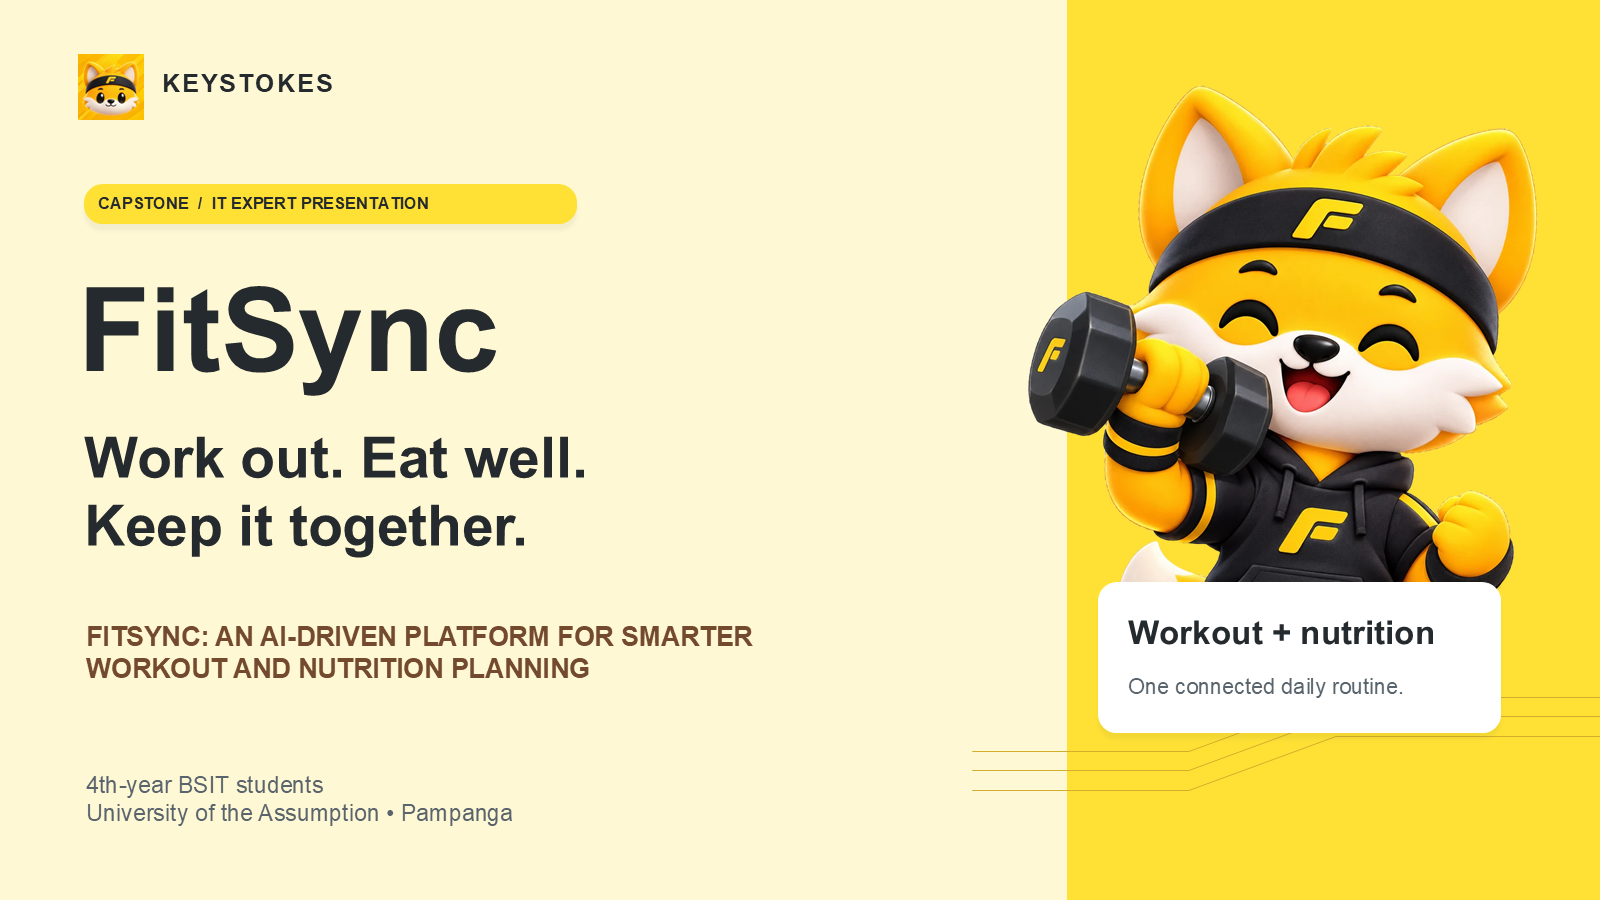 KEYSTOKES
CAPSTONE / IT EXPERT PRESENTATION
FitSync
Work out. Eat well.
Keep it together.
FITSYNC: AN AI-DRIVEN PLATFORM FOR SMARTER
WORKOUT AND NUTRITION PLANNING
4th-year BSIT students
University of the Assumption • Pampanga
F
F
F
F
Workout + nutrition
One connected daily routine.